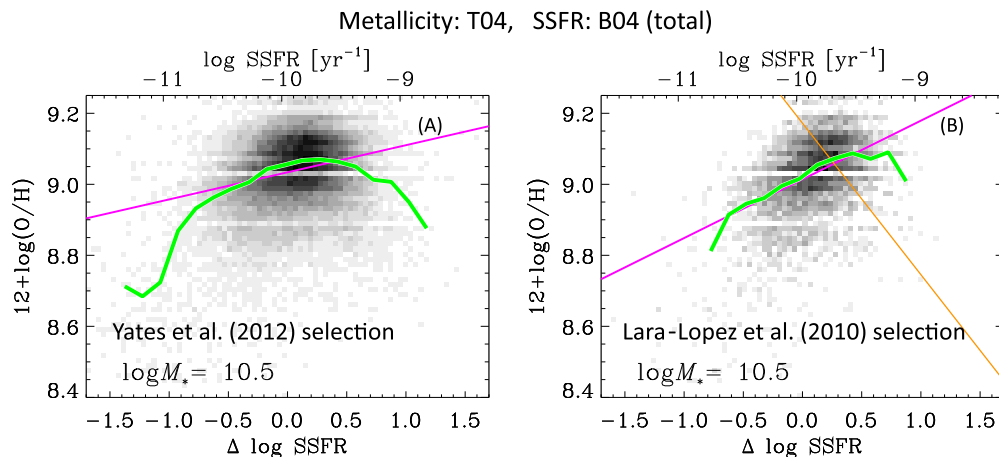 Metallicity: T04, SSFR: B04 (total)
log SSFR [yr⁻¹]
−11 −10 −9
(A)
12+log(O/H)
9.2
9.0
8.8
8.6
8.4
Yates et al. (2012) selection
logM* = 10.5
−1.5 −1.0 −0.5 0.0 0.5 1.0 1.5
Δ log SSFR
log SSFR [yr⁻¹]
−11 −10 −9
(B)
12+log(O/H)
9.2
9.0
8.8
8.6
8.4
Lara-Lopez et al. (2010) selection
logM* = 10.5
−1.5 −1.0 −0.5 0.0 0.5 1.0 1.5
Δ log SSFR